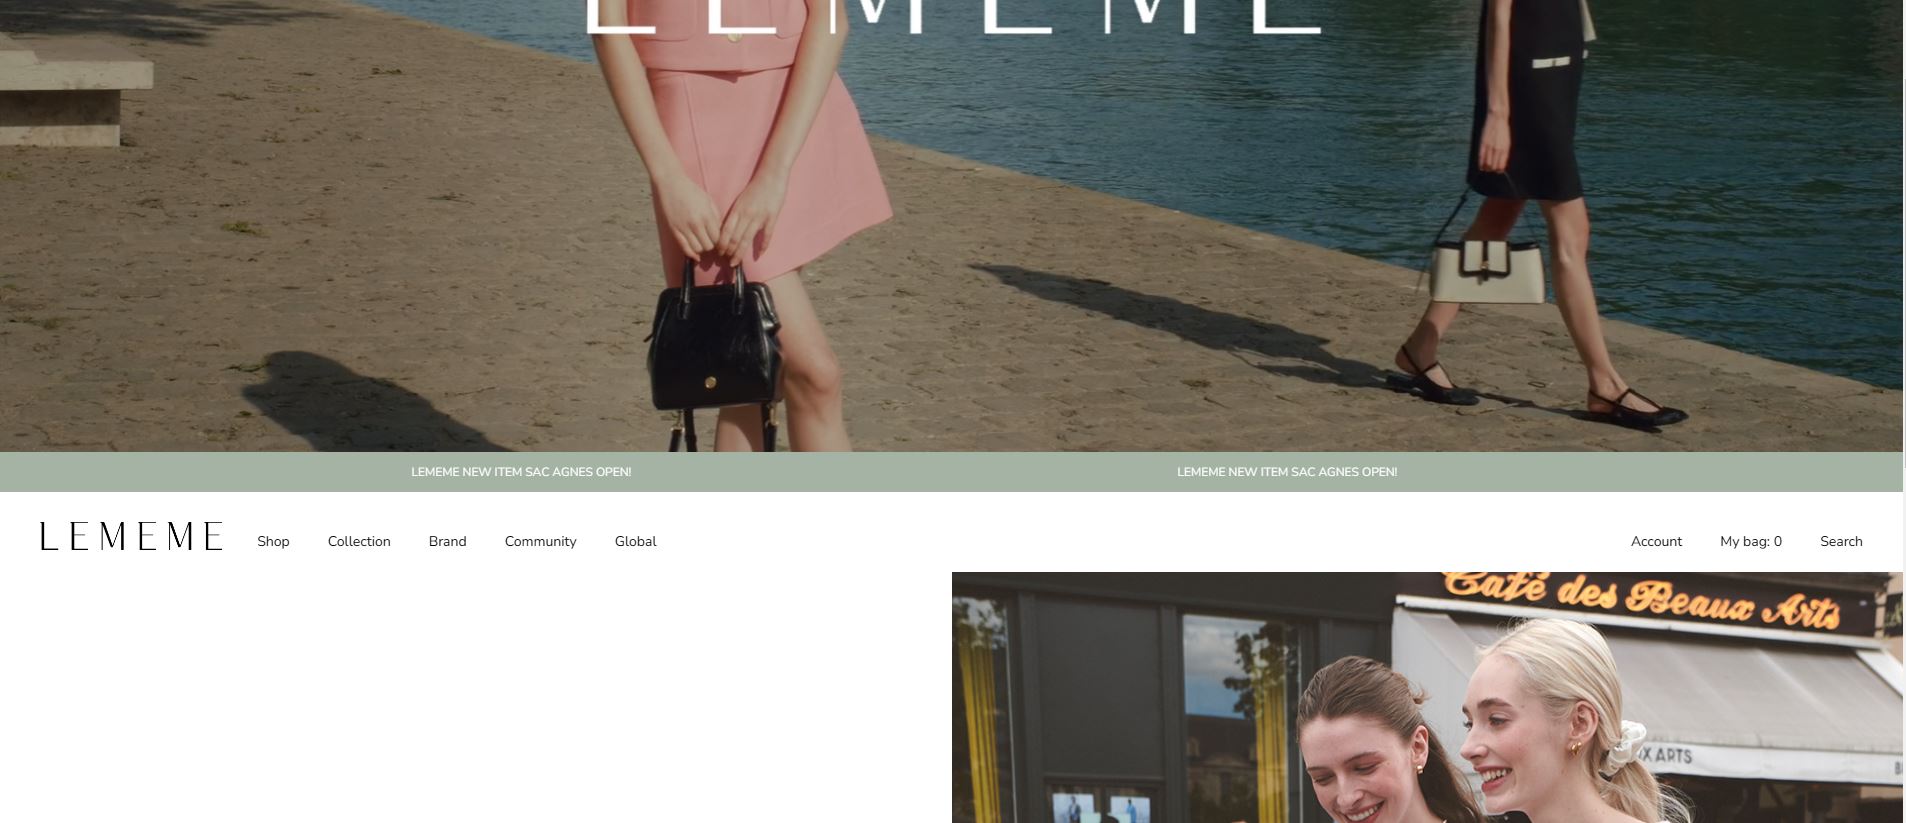 LEMEME
LEMEME NEW ITEM SAC AGNES OPEN! LEMEME NEW ITEM SAC AGNES OPEN!
LEMEME Shop Collection Brand Community Global Account My bag: 0 Search
Café des Beaux Arts
X ARTS